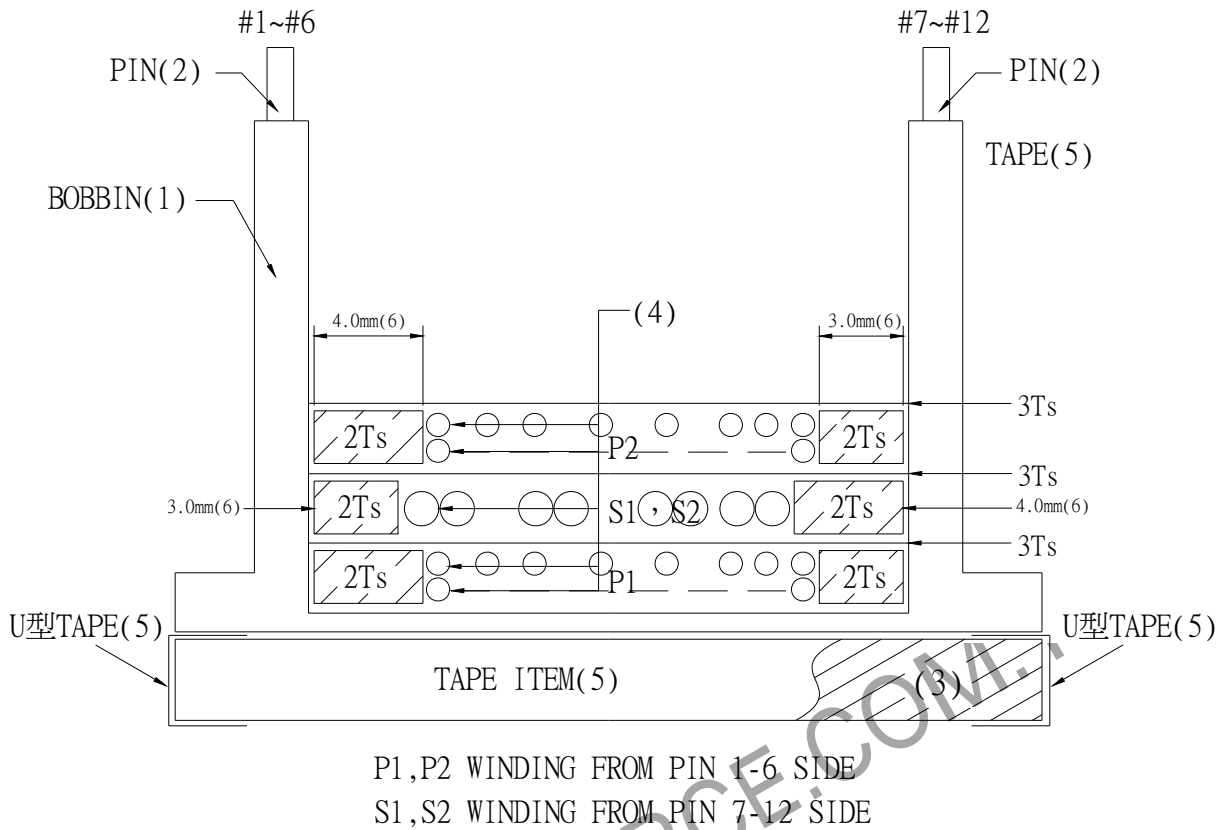 #1~#6
#7~#12
PIN(2)
PIN(2)
TAPE(5)
BOBBIN(1)
(4)
4.0mm(6)
3.0mm(6)
3Ts
2Ts
P2
2Ts
3Ts
3.0mm(6)
2Ts
S1,S2
2Ts
4.0mm(6)
3Ts
2Ts
P1
2Ts
U型TAPE(5)
U型TAPE(5)
TAPE ITEM(5)
(3)
P1,P2 WINDING FROM PIN 1-6 SIDE
S1,S2 WINDING FROM PIN 7-12 SIDE